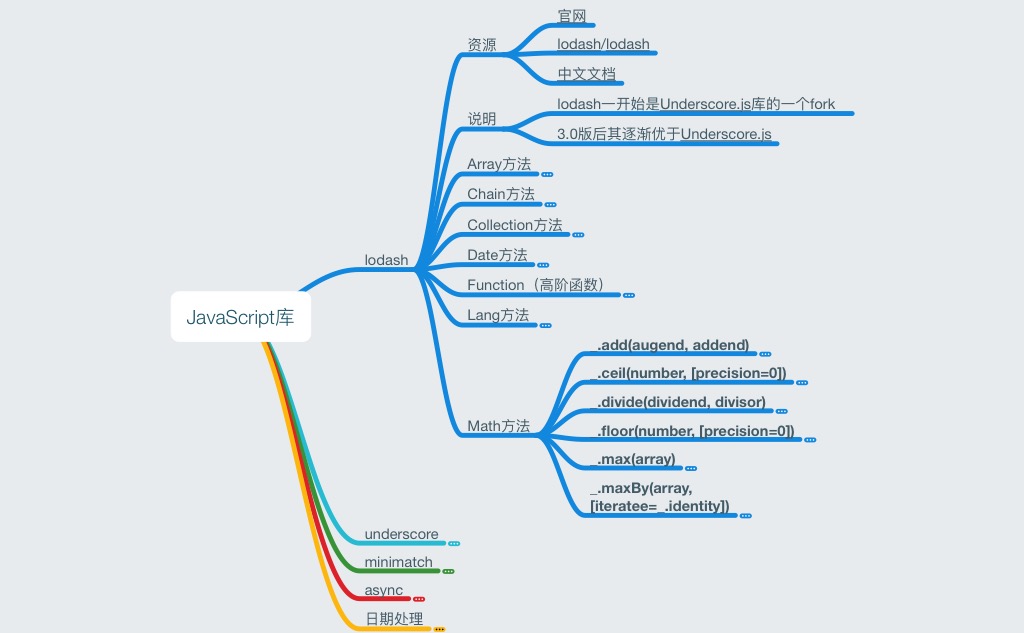 官网
资源
lodash/lodash
中文文档
lodash一开始是Underscore.js库的一个fork
说明
3.0版后其逐渐优于Underscore.js
Array方法
Chain方法
Collection方法
Date方法
Function（高阶函数）
Lang方法
lodash
JavaScript库
_.add(augend, addend)
_.ceil(number, [precision=0])
_.divide(dividend, divisor)
Math方法
_.floor(number, [precision=0])
_.max(array)
_.maxBy(array,
[iteratee=_.identity])
underscore
minimatch
async
日期处理